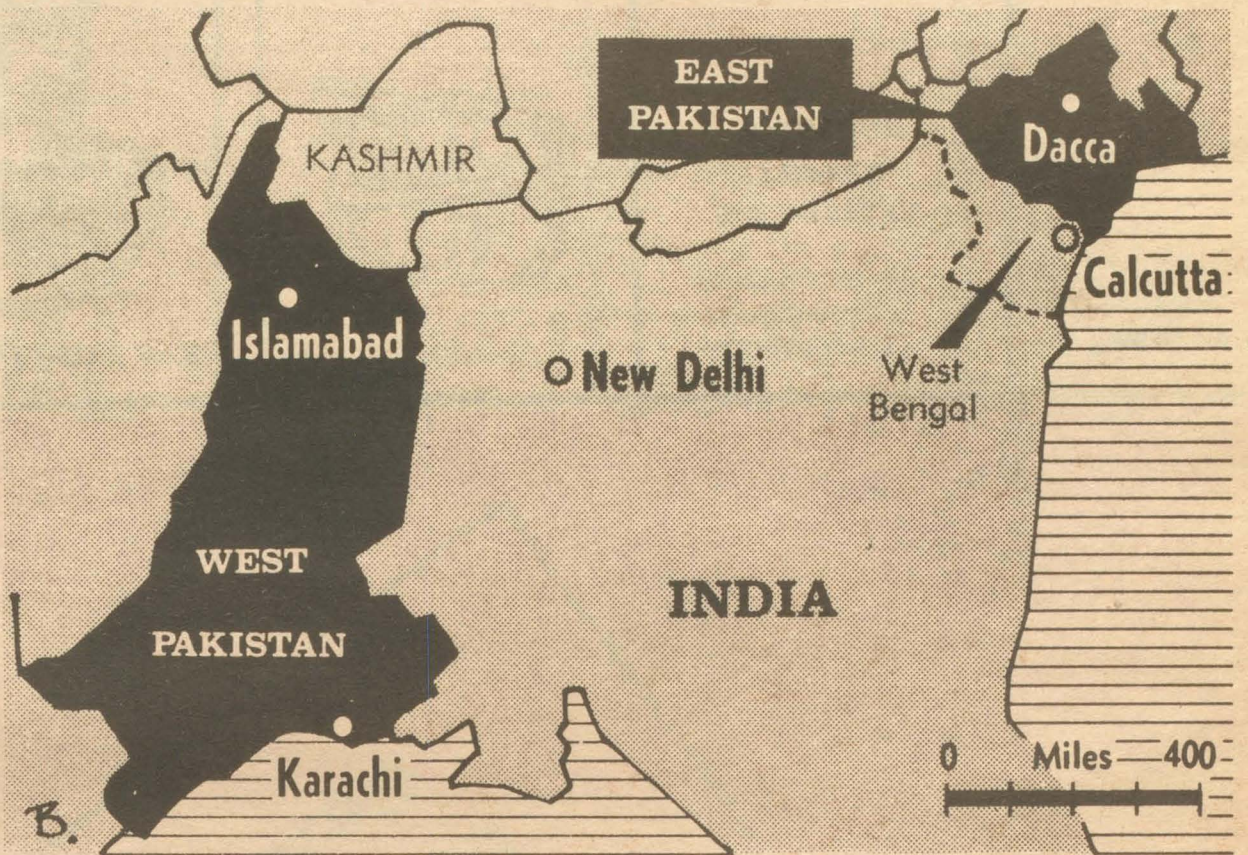 EAST
PAKISTAN
Dacca
KASHMIR
Calcutta
Islamabad
New Delhi
West
Bengal
WEST
PAKISTAN
INDIA
Karachi
0 Miles 400
B.